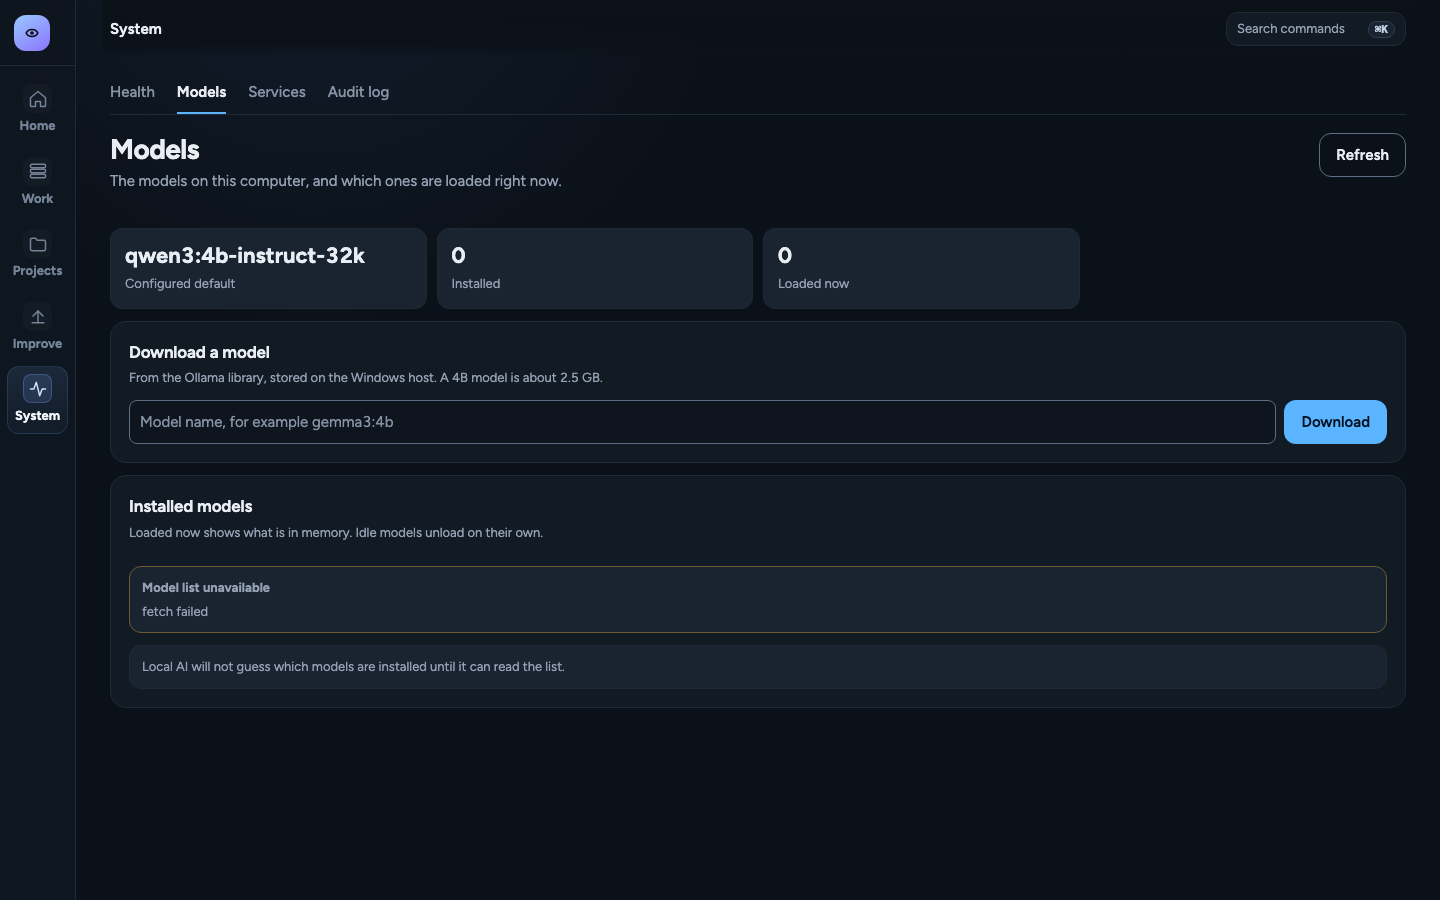 System
Search commands ⌘K
Home
Work
Projects
Improve
System
Health Models Services Audit log
Models
The models on this computer, and which ones are loaded right now.
Refresh
qwen3:4b-instruct-32k
Configured default
0
Installed
0
Loaded now
Download a model
From the Ollama library, stored on the Windows host. A 4B model is about 2.5 GB.
Model name, for example gemma3:4b
Download
Installed models
Loaded now shows what is in memory. Idle models unload on their own.
Model list unavailable
fetch failed
Local AI will not guess which models are installed until it can read the list.